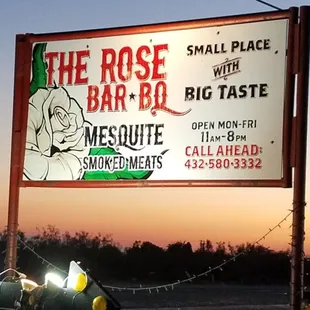 THE ROSE
BAR★BQ
MESQUITE
SMOKED MEATS
SMALL PLACE
WITH
BIG TASTE
OPEN MON-FRI
11AM-8PM
CALL AHEAD:
432-580-3332